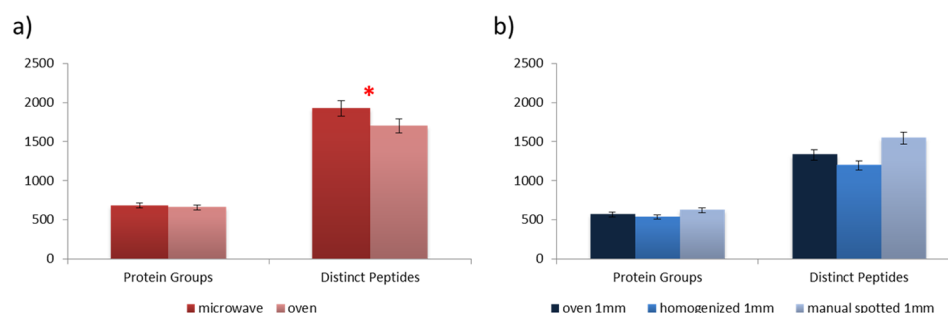 a)
2500
2000
1500
1000
500
0
*
Protein Groups Distinct Peptides
microwave oven
b)
2500
2000
1500
1000
500
0
Protein Groups Distinct Peptides
oven 1mm homogenized 1mm manual spotted 1mm